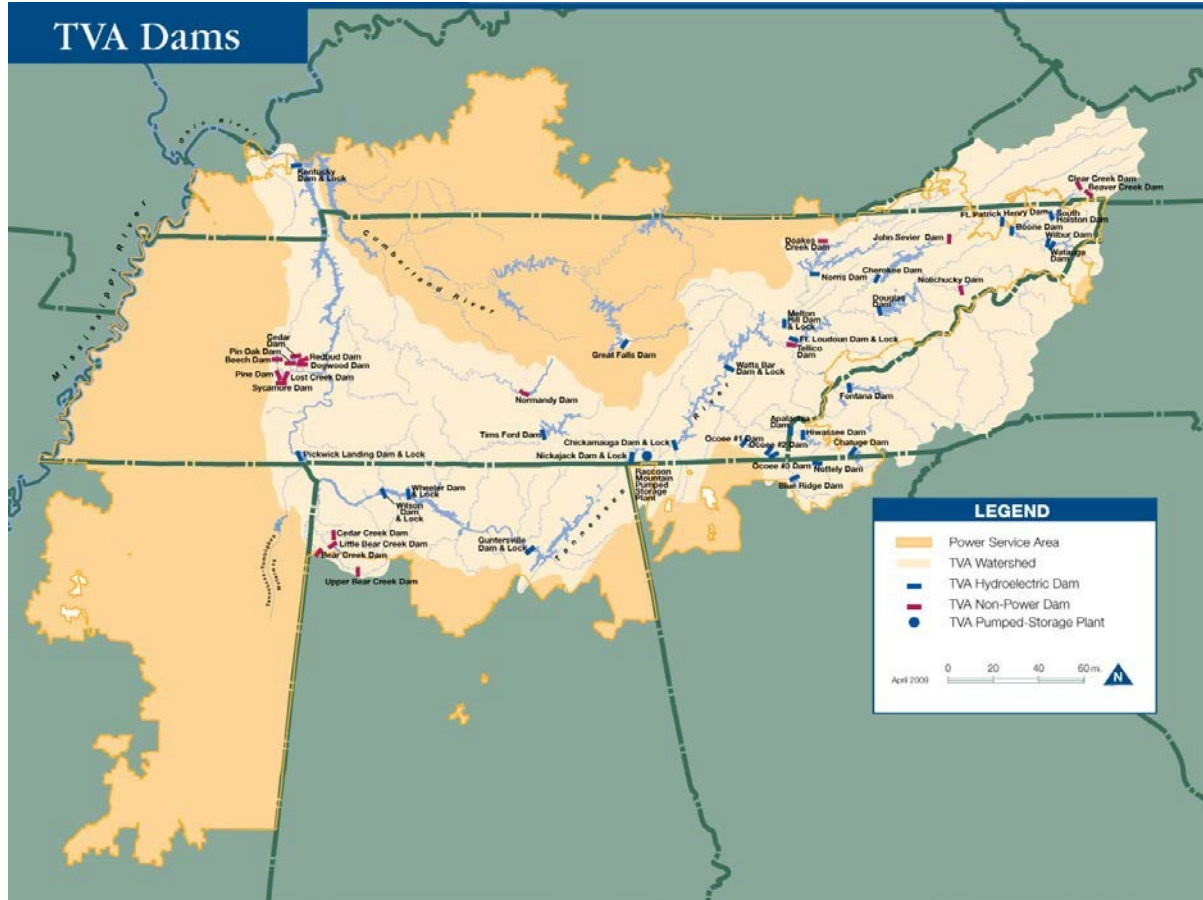 TVA Dams
Ohio River
Mississippi River
Kentucky
Dam & Lock
Cumberland River
Clear Creek Dam
Beaver Creek Dam
Ft. Patrick Henry Dam
South
Holston Dam
Boone Dam
Wilbur Dam
Watauga
Dam
Doakes
Creek Dam
John Sevier Dam
Norris Dam
Cherokee Dam
Nolichucky Dam
Douglas
Dam
Melton
Hill Dam
& Lock
Ft. Loudoun Dam & Lock
Tellico
Dam
Great Falls Dam
Watts Bar
Dam & Lock
Cedar
Dam
Pin Oak Dam
Redbud Dam
Beech Dam
Dogwood Dam
Pine Dam
Lost Creek Dam
Sycamore Dam
Normandy Dam
Fontana Dam
Tims Ford Dam
Chickamauga Dam & Lock
Nickajack Dam & Lock
Raccoon
Mountain
Pumped
Storage
Plant
Apalachia
Dam
Hiwassee Dam
Ocoee #1 Dam
Ocoee #2 Dam
Ocoee #3 Dam
Chatuge Dam
Nottely Dam
Blue Ridge Dam
Pickwick Landing Dam & Lock
Wheeler Dam
& Lock
Wilson
Dam
& Lock
Tennessee River
Guntersville
Dam & Lock
Cedar Creek Dam
Little Bear Creek Dam
Bear Creek Dam
Upper Bear Creek Dam
Tennessee-Tombigbee
Waterway
LEGEND
Power Service Area
TVA Watershed
TVA Hydroelectric Dam
TVA Non-Power Dam
TVA Pumped-Storage Plant
April 2009
0 20 40 60 mi.
N